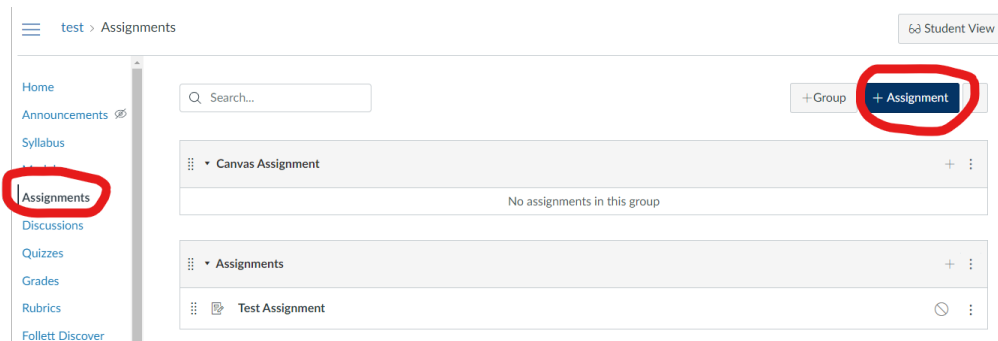 test > Assignments
Student View
Home
Announcements
Syllabus
Assignments
Discussions
Quizzes
Grades
Rubrics
Follett Discover
Search...
+Group
+ Assignment
Canvas Assignment
No assignments in this group
Assignments
Test Assignment